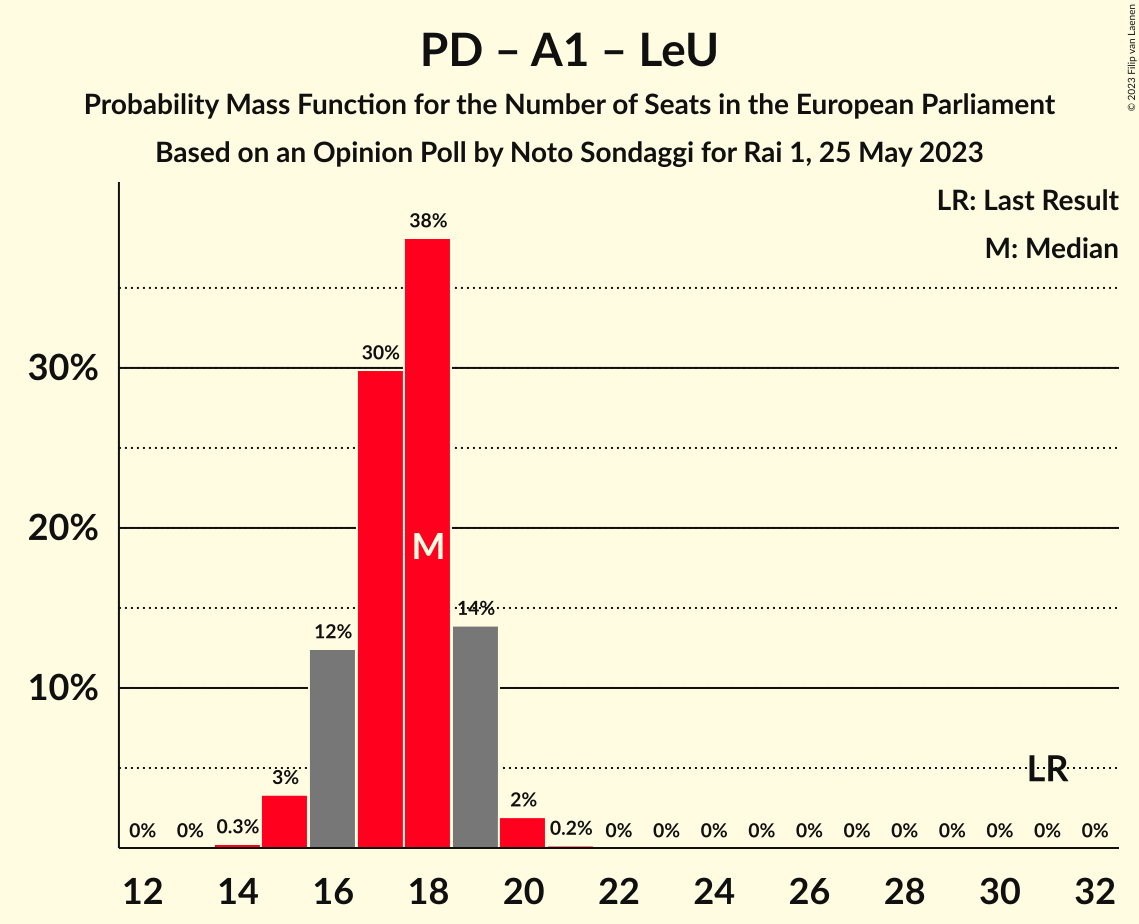 PD – A1 – LeU
Probability Mass Function for the Number of Seats in the European Parliament
Based on an Opinion Poll by Noto Sondaggi for Rai 1, 25 May 2023
© 2023 Filip van Laenen
LR: Last Result
M: Median
38%
30%
30%
20%
M
14%
12%
10%
LR
3%
2%
0% 0% 0.3% 0.2% 0% 0% 0% 0% 0% 0% 0% 0% 0% 0% 0%
12 14 16 18 20 22 24 26 28 30 32